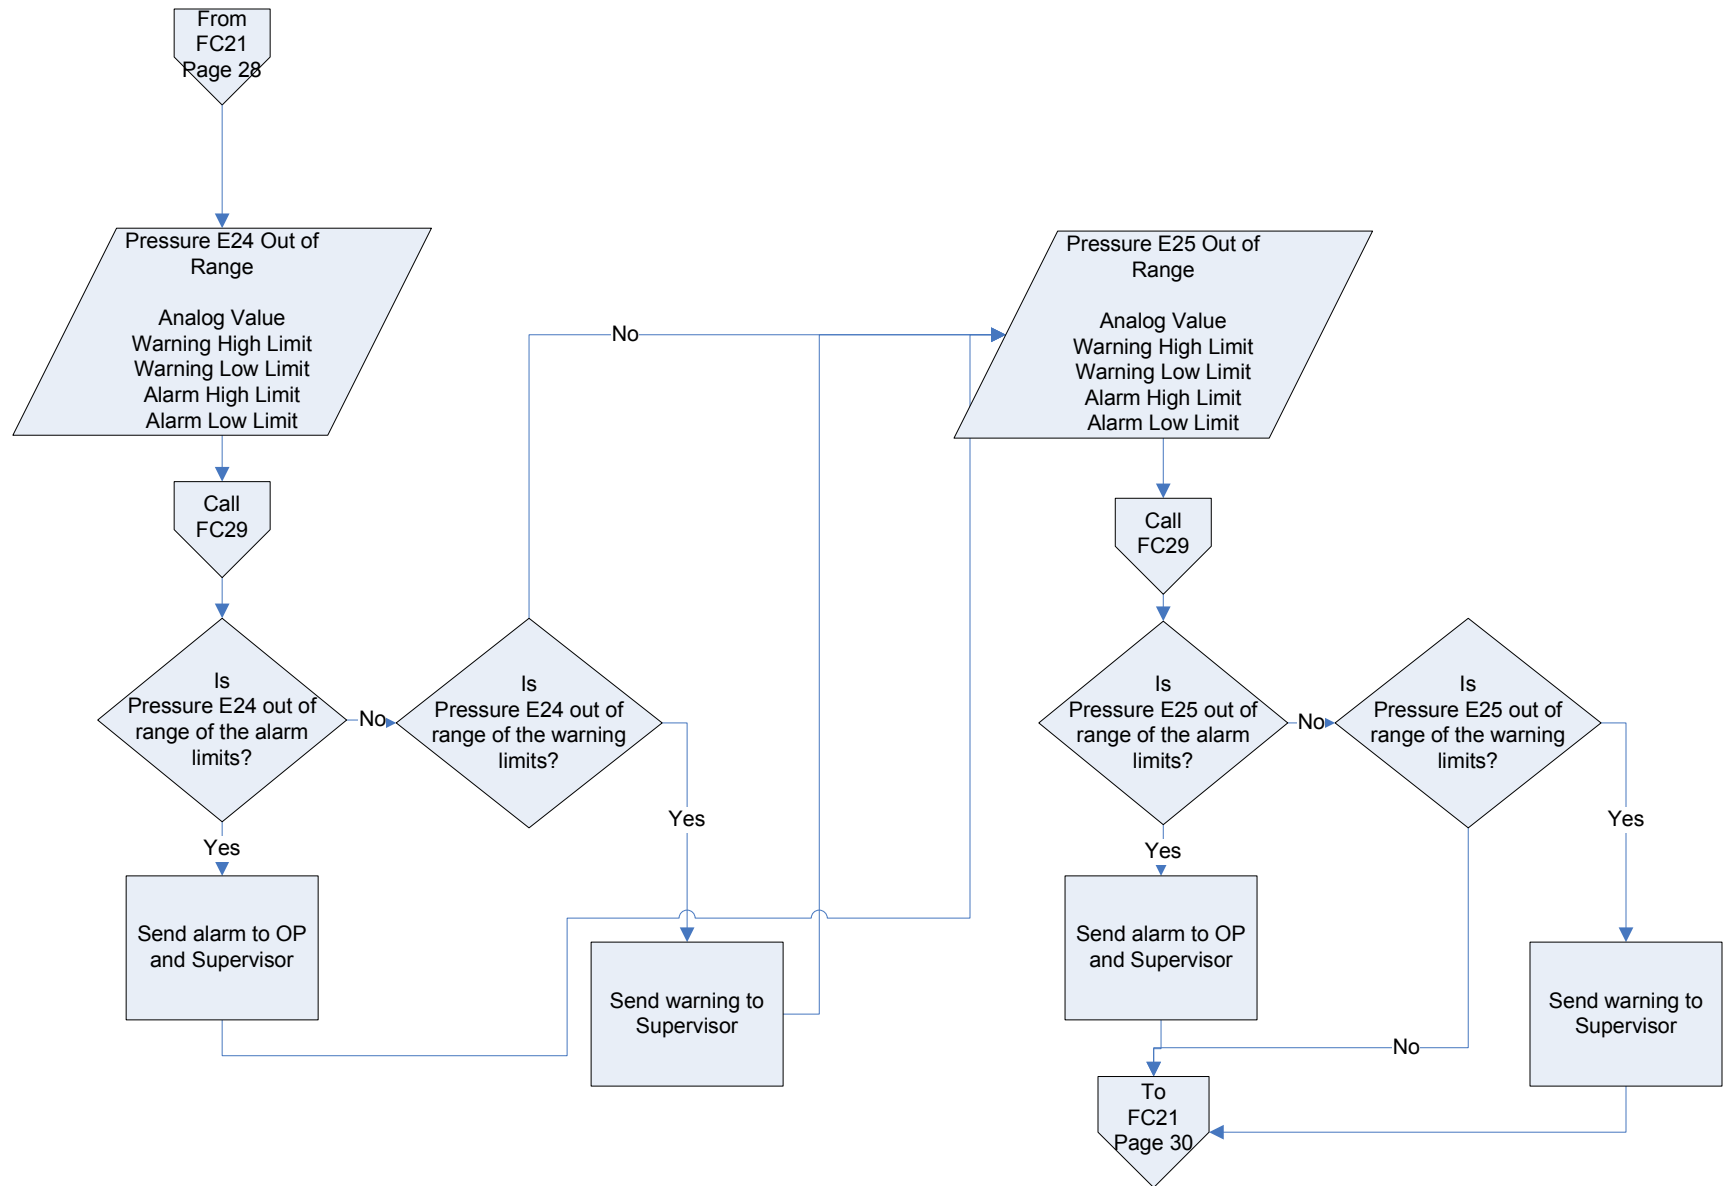 From
FC21
Page 28
Pressure E24 Out of
Range
Analog Value
Warning High Limit
Warning Low Limit
Alarm High Limit
Alarm Low Limit
Call
FC29
Is
Pressure E24 out of
range of the alarm
limits?
No
Is
Pressure E24 out of
range of the warning
limits?
No
Yes
Yes
Send alarm to OP
and Supervisor
Send warning to
Supervisor
Pressure E25 Out of
Range
Analog Value
Warning High Limit
Warning Low Limit
Alarm High Limit
Alarm Low Limit
Call
FC29
Is
Pressure E25 out of
range of the alarm
limits?
No
Is
Pressure E25 out of
range of the warning
limits?
Yes
Yes
Send alarm to OP
and Supervisor
Send warning to
Supervisor
No
To
FC21
Page 30